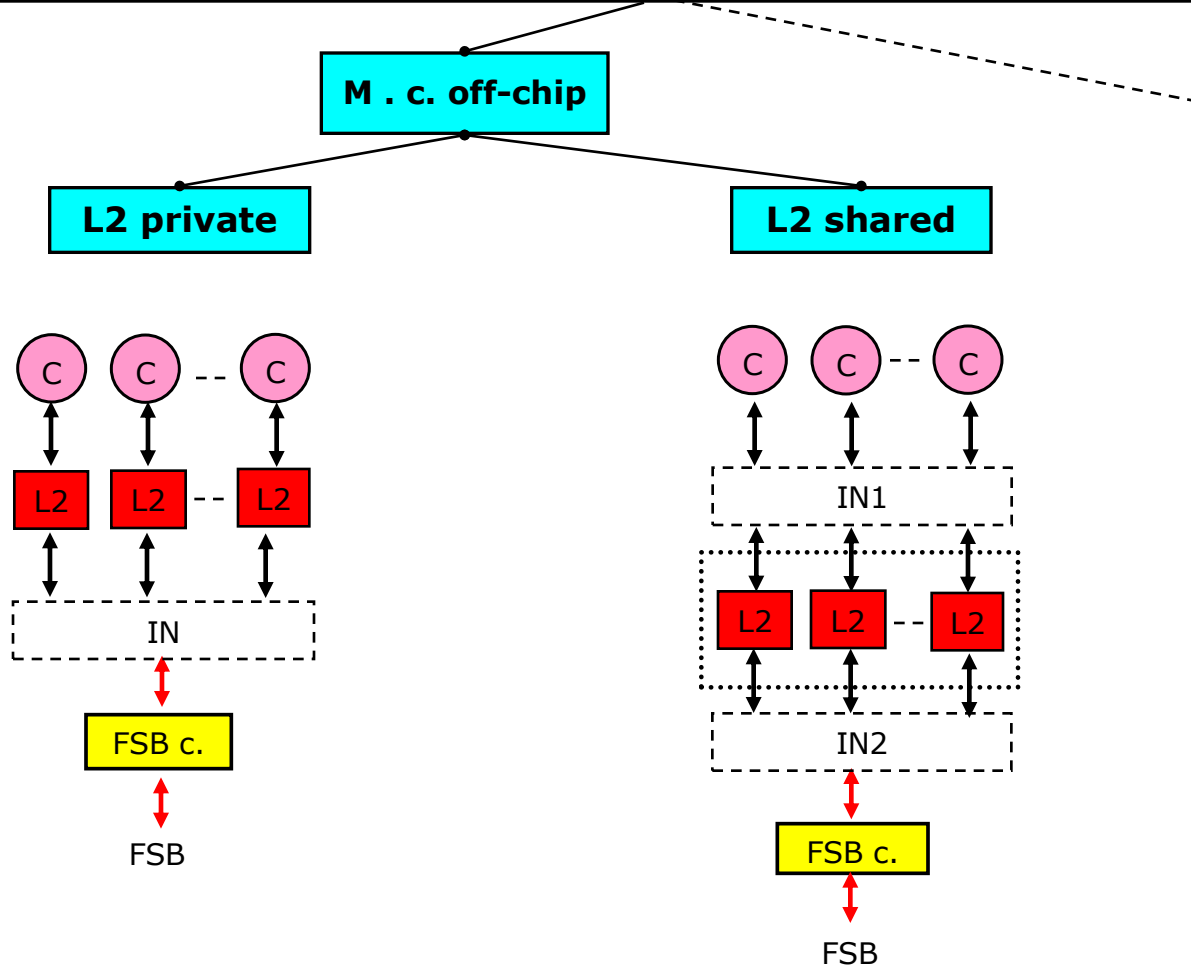 M . c. off-chip
L2 private
L2 shared
C C -- C
L2 L2 -- L2
IN
FSB c.
FSB
C C -- C
IN1
L2 L2 -- L2
IN2
FSB c.
FSB